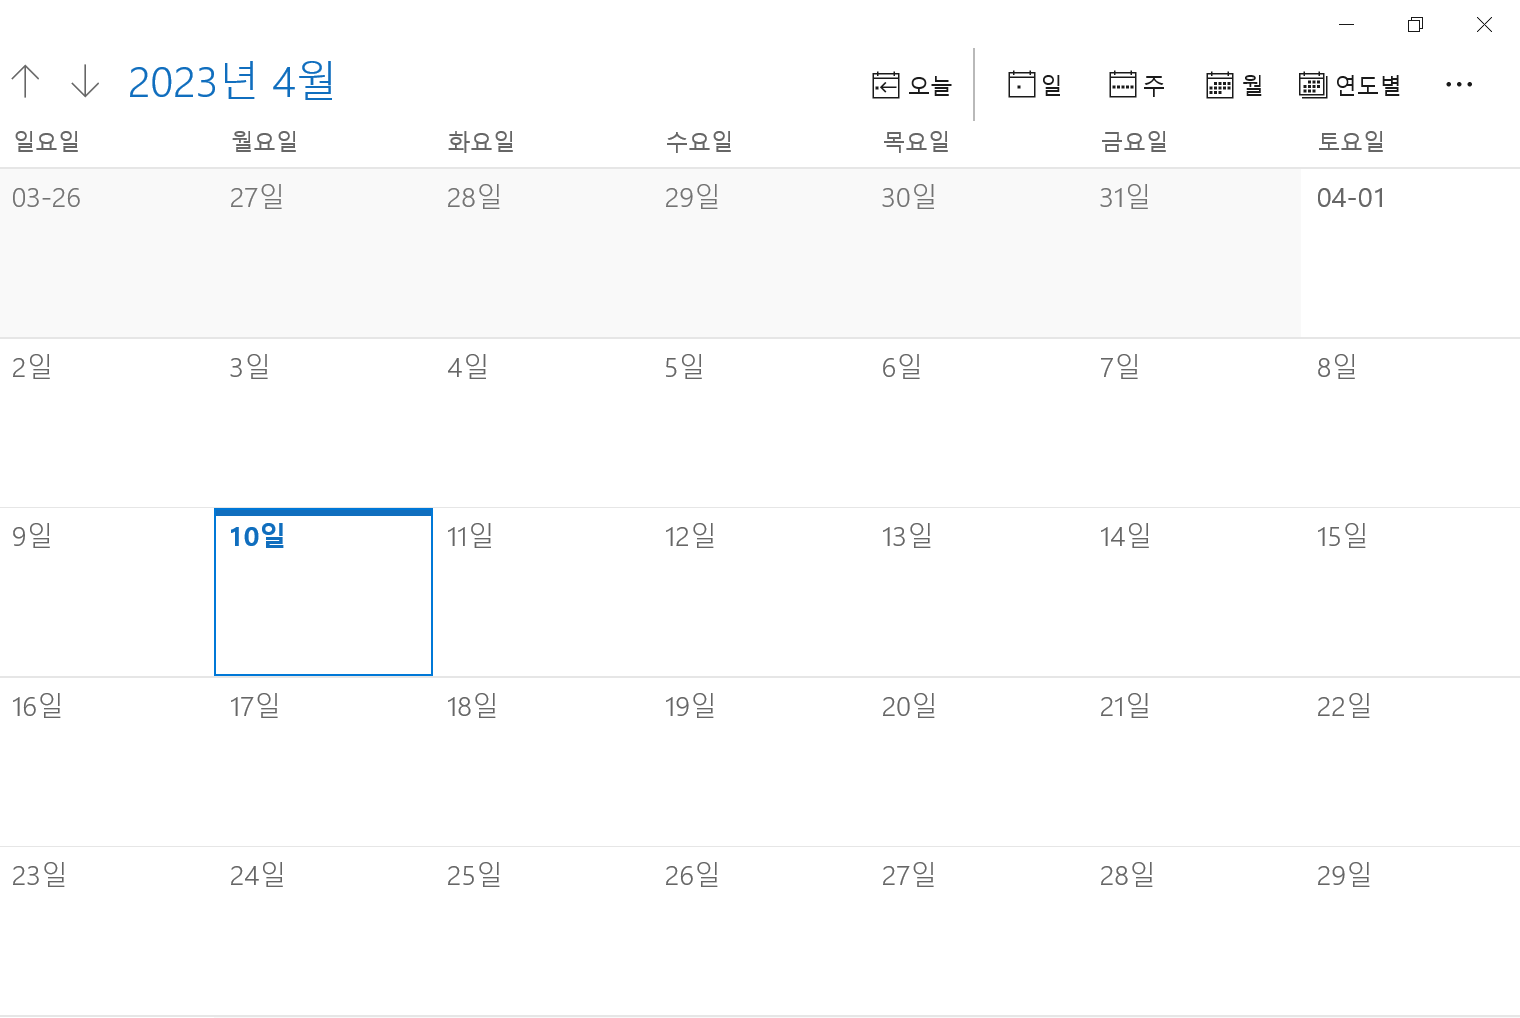 2023년 4월 오늘 일 주 월 연도별
일요일 월요일 화요일 수요일 목요일 금요일 토요일
03-26 27일 28일 29일 30일 31일 04-01
2일 3일 4일 5일 6일 7일 8일
9일 10일 11일 12일 13일 14일 15일
16일 17일 18일 19일 20일 21일 22일
23일 24일 25일 26일 27일 28일 29일